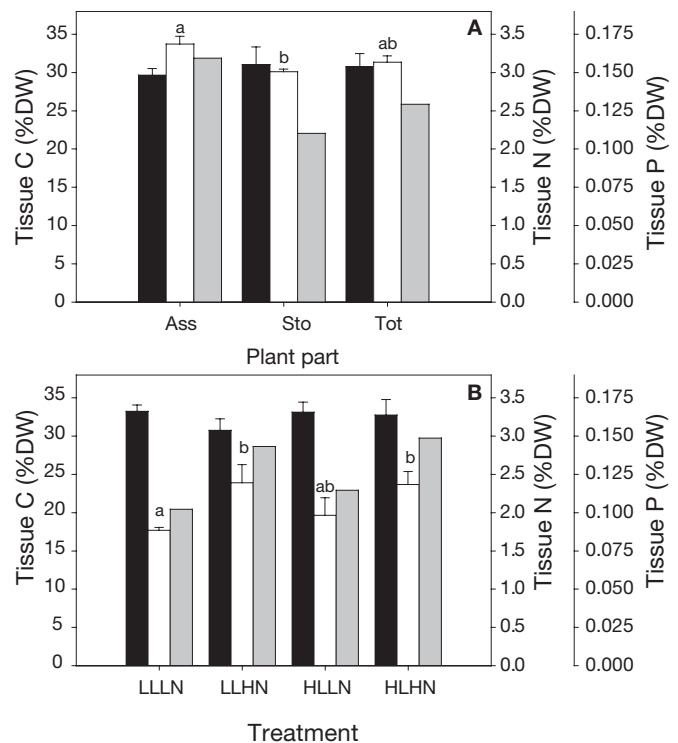 A
Tissue C (%DW)
35
30
25
20
15
10
5
0
a
b
ab
Ass
Sto
Tot
Plant part
3.5
3.0
2.5
2.0
1.5
1.0
0.5
0.0
Tissue N (%DW)
0.175
0.150
0.125
0.100
0.075
0.050
0.025
0.000
Tissue P (%DW)
B
Tissue C (%DW)
35
30
25
20
15
10
5
0
a
b
ab
b
LLLN
LLHN
HLLN
HLHN
Treatment
3.5
3.0
2.5
2.0
1.5
1.0
0.5
0.0
Tissue N (%DW)
0.175
0.150
0.125
0.100
0.075
0.050
0.025
0.000
Tissue P (%DW)